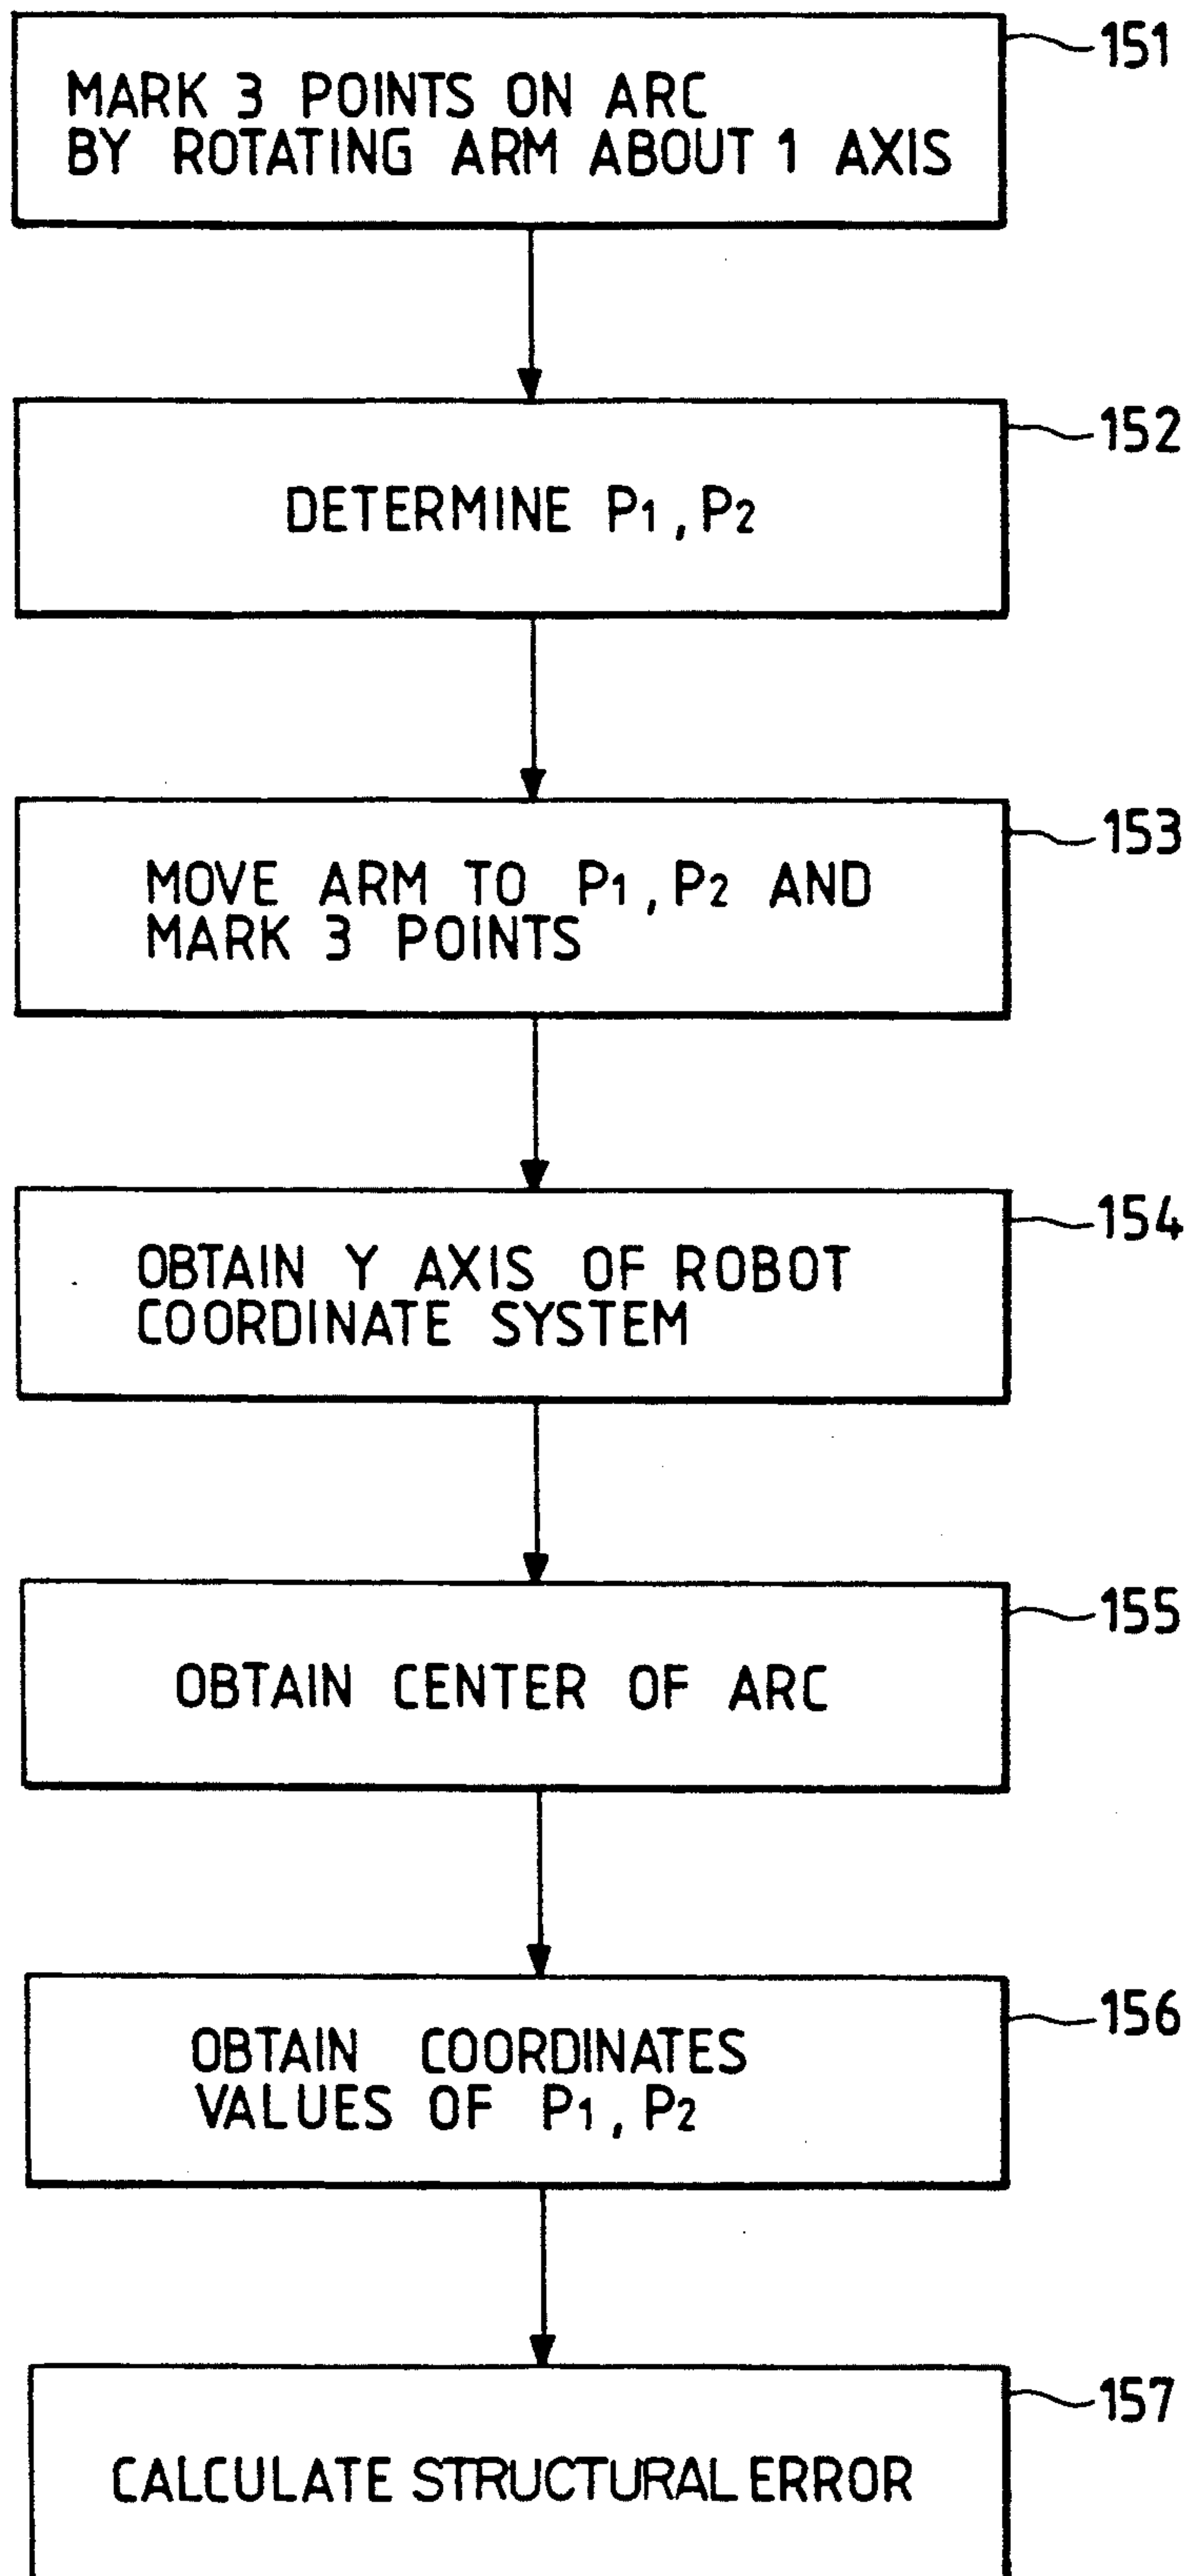 151
MARK 3 POINTS ON ARC
BY ROTATING ARM ABOUT 1 AXIS
152
DETERMINE P1, P2
153
MOVE ARM TO P1, P2 AND
MARK 3 POINTS
154
OBTAIN Y AXIS OF ROBOT
COORDINATE SYSTEM
155
OBTAIN CENTER OF ARC
156
OBTAIN COORDINATES
VALUES OF P1, P2
157
CALCULATE STRUCTURAL ERROR